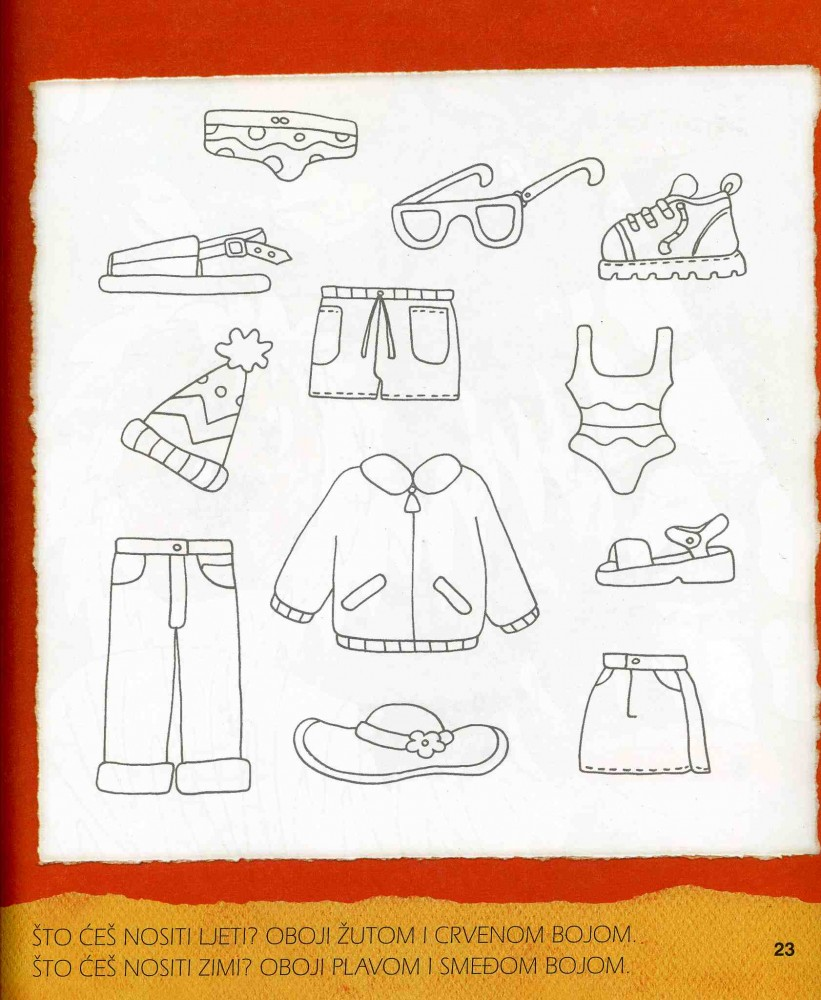 ŠTO ĆEŠ NOSITI LJETI? OBOJI ŽUTOM I CRVENOM BOJOM.
ŠTO ĆEŠ NOSITI ZIMI? OBOJI PLAVOM I SMEĐOM BOJOM.
23